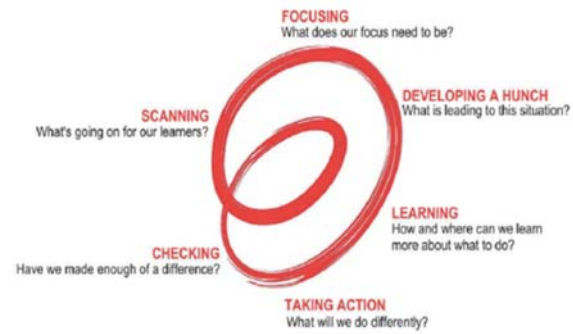 FOCUSING
What does our focus need to be?
DEVELOPING A HUNCH
What is leading to this situation?
SCANNING
What's going on for our learners?
LEARNING
How and where can we learn
more about what to do?
CHECKING
Have we made enough of a difference?
TAKING ACTION
What will we do differently?